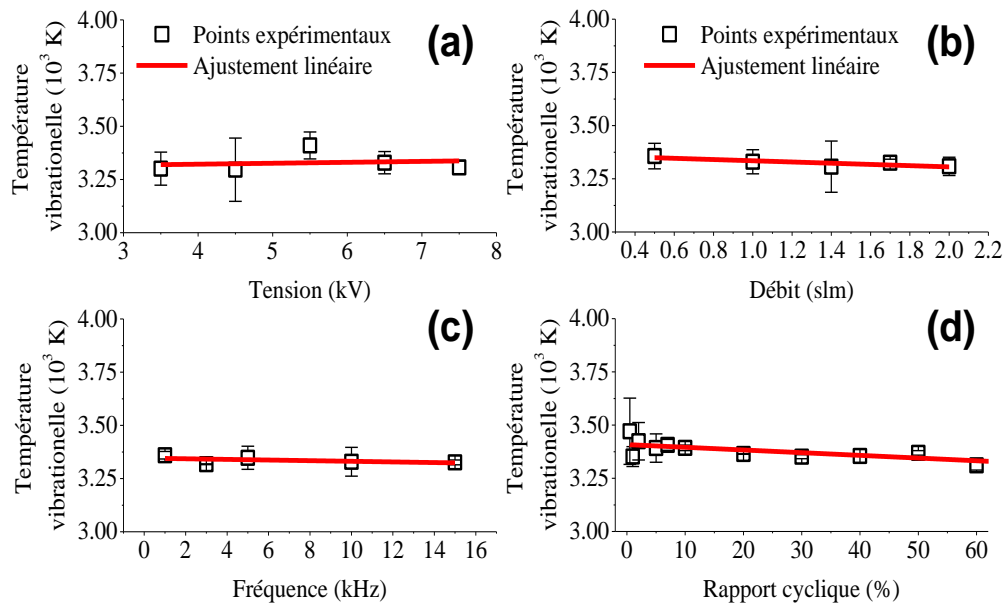 4.00
3.75
3.50
3.25
3.00
Température
vibrationelle (10³ K)
Points expérimentaux
Ajustement linéaire
(a)
3 4 5 6 7 8
Tension (kV)
4.00
3.75
3.50
3.25
3.00
Température
vibrationelle (10³ K)
Points expérimentaux
Ajustement linéaire
(b)
0.4 0.6 0.8 1.0 1.2 1.4 1.6 1.8 2.0 2.2
Débit (slm)
4.00
3.75
3.50
3.25
3.00
Température
vibrationelle (10³ K)
(c)
0 2 4 6 8 10 12 14 16
Fréquence (kHz)
4.00
3.75
3.50
3.25
3.00
Température
vibrationelle (10³ K)
(d)
0 10 20 30 40 50 60
Rapport cyclique (%)